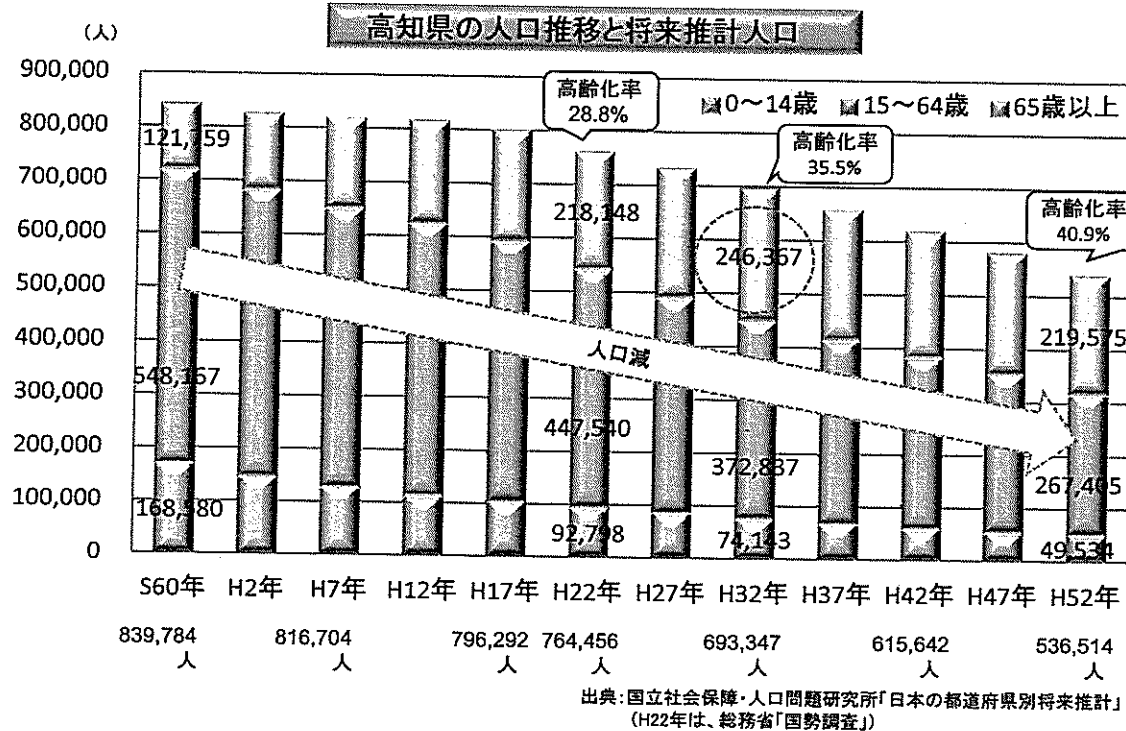 高知県の人口推移と将来推計人口
(人)
900,000
800,000
700,000
600,000
500,000
400,000
300,000
200,000
100,000
0
0～14歳 15～64歳 65歳以上
高齢化率
28.8%
高齢化率
35.5%
高齢化率
40.9%
121,759
548,167
168,580
218,148
447,540
92,798
246,367
372,837
74,143
219,575
267,405
49,534
人口減
S60年 H2年 H7年 H12年 H17年 H22年 H27年 H32年 H37年 H42年 H47年 H52年
839,784 816,704 796,292 764,456 693,347 615,642 536,514
人 人 人 人 人 人 人
出典:国立社会保障・人口問題研究所「日本の都道府県別将来推計」
(H22年は、総務省「国勢調査」)